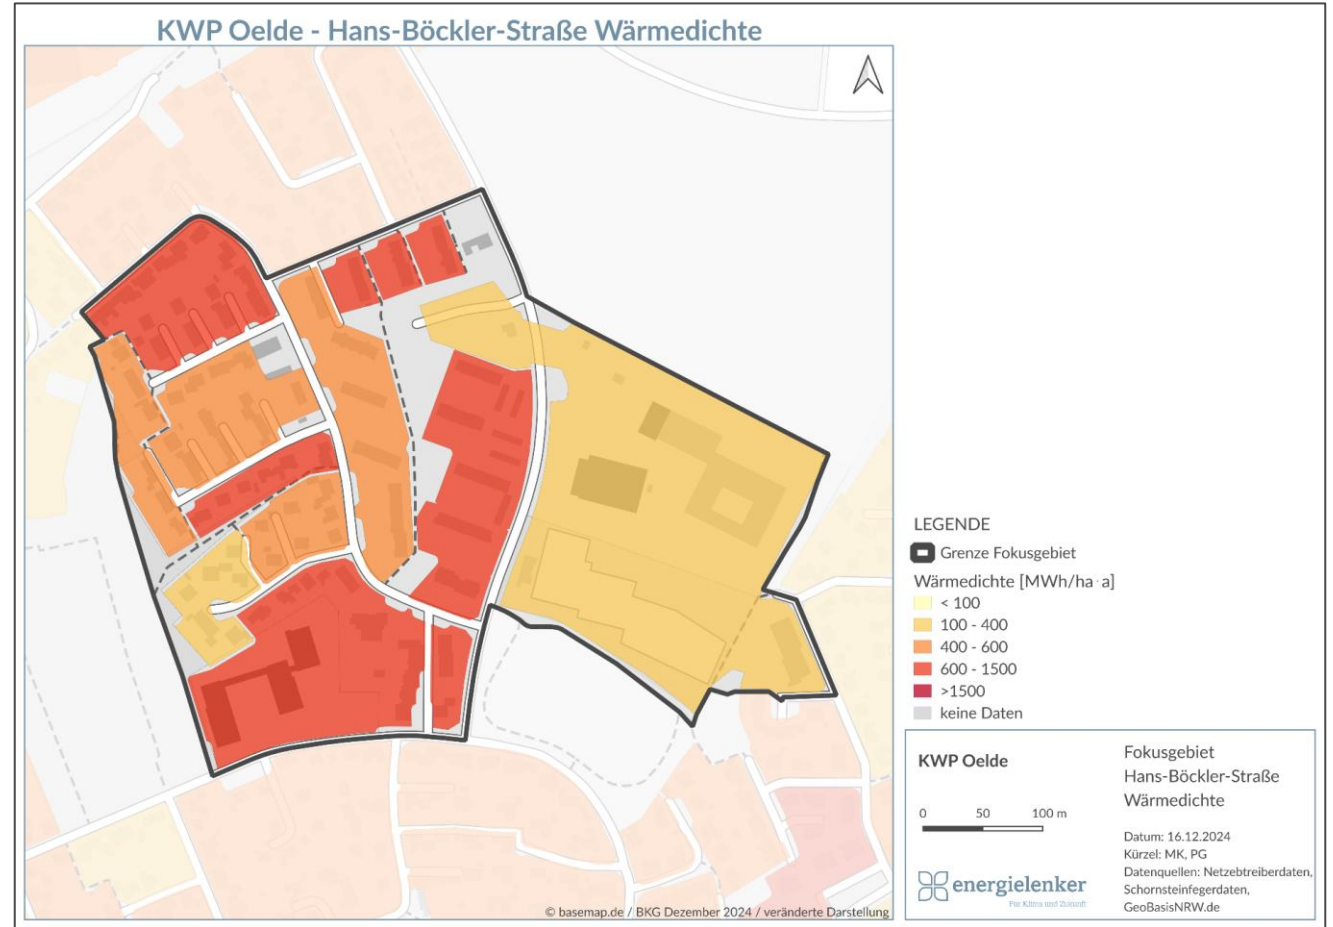 KWP Oelde - Hans-Böckler-Straße Wärmedichte
© basemap.de / BKG Dezember 2024 / veränderte Darstellung
LEGENDE
Grenze Fokusgebiet
Wärmedichte [MWh/ha·a]
< 100
100 - 400
400 - 600
600 - 1500
>1500
keine Daten
KWP Oelde
0 50 100 m
energielenker
Für Klima und Zukunft
Fokusgebiet
Hans-Böckler-Straße
Wärmedichte
Datum: 16.12.2024
Kürzel: MK, PG
Datenquellen: Netzebtreiberdaten,
Schornsteinfegerdaten,
GeoBasisNRW.de